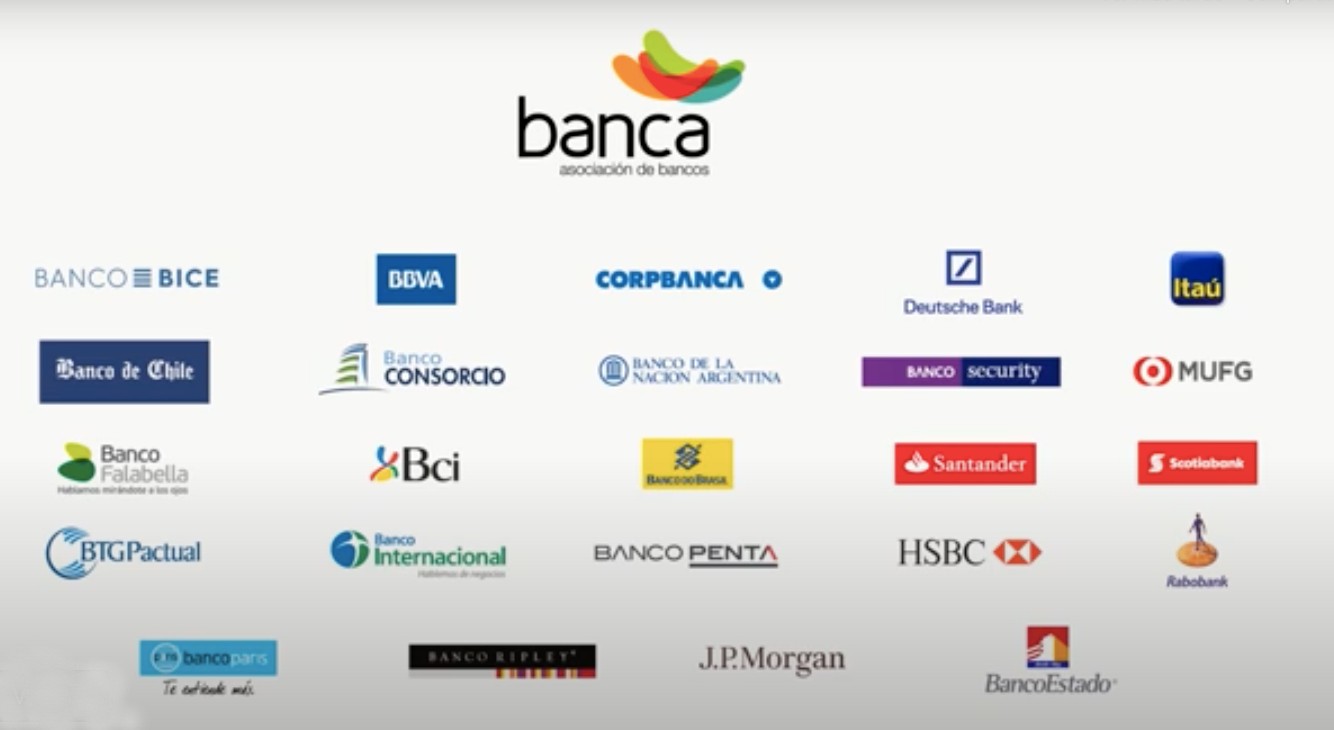 banca
asociación de bancos
BANCO BICE
BBVA
CORPBANCA
Deutsche Bank
Itaú
Banco de Chile
Banco
CONSORCIO
BANCO DE LA
NACION ARGENTINA
BANCO security
MUFG
Banco
Falabella
Hablamos mirándote a los ojos
Bci
BANCO DO BRASIL
Santander
Scotiabank
BTGPactual
Banco
Internacional
Hablemos de negocios
BANCO PENTA
HSBC
Rabobank
bancoparis
Te entiende más.
BANCO RIPLEY
J.P.Morgan
BancoEstado